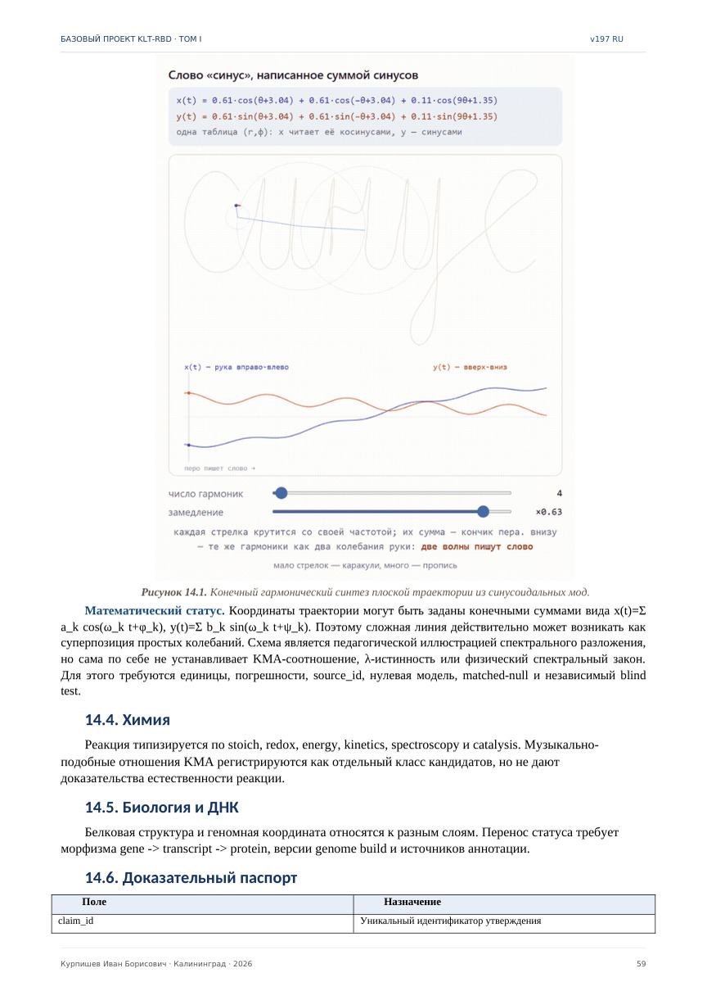 БАЗОВЫЙ ПРОЕКТ KLT-RBD · ТОМ I
v197 RU
Слово «синус», написанное суммой синусов
x(t) = 0.61·cos(θ+3.04) + 0.61·cos(−θ+3.04) + 0.11·cos(9θ+1.35)
y(t) = 0.61·sin(θ+3.04) + 0.61·sin(−θ+3.04) + 0.11·sin(9θ+1.35)
одна таблица (r,ϕ): x читает её косинусами, y — синусами
синус
x(t) — рука вправо-влево
y(t) — вверх-вниз
перо пишет слово →
число гармоник 4
замедление ×0.63
каждая стрелка крутится со своей частотой; их сумма — кончик пера. внизу
— те же гармоники как два колебания руки: две волны пишут слово
мало стрелок — каракули, много — пропись
Рисунок 14.1. Конечный гармонический синтез плоской траектории из синусоидальных мод.
Математический статус. Координаты траектории могут быть заданы конечными суммами вида x(t)=Σ
a_k cos(ω_k t+φ_k), y(t)=Σ b_k sin(ω_k t+ψ_k). Поэтому сложная линия действительно может возникать как
суперпозиция простых колебаний. Схема является педагогической иллюстрацией спектрального разложения,
но сама по себе не устанавливает KMA-соотношение, λ-истинность или физический спектральный закон.
Для этого требуются единицы, погрешности, source_id, нулевая модель, matched-null и независимый blind
test.
14.4. Химия
Реакция типизируется по stoich, redox, energy, kinetics, spectroscopy и catalysis. Музыкально-
подобные отношения KMA регистрируются как отдельный класс кандидатов, но не дают
доказательства естественности реакции.
14.5. Биология и ДНК
Белковая структура и геномная координата относятся к разным слоям. Перенос статуса требует
морфизма gene -> transcript -> protein, версии genome build и источников аннотации.
14.6. Доказательный паспорт
Поле
Назначение
claim_id
Уникальный идентификатор утверждения
Курпишев Иван Борисович · Калининград · 2026
59